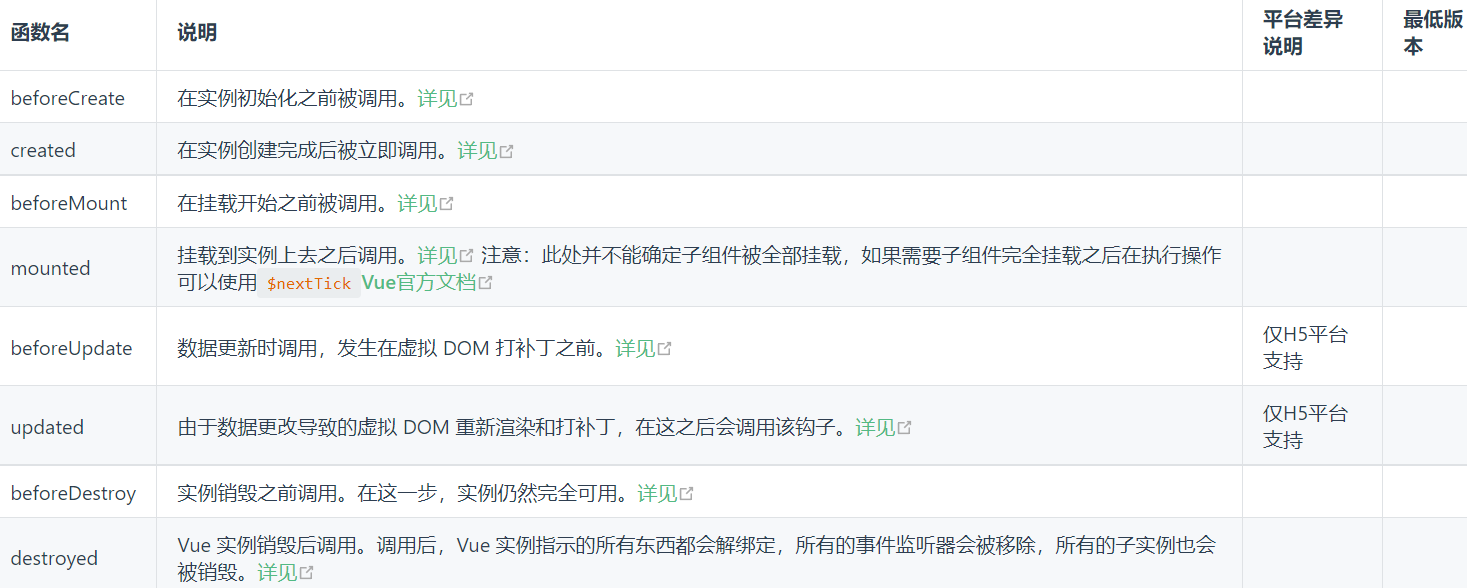 函数名 说明 平台差异说明 最低版本
beforeCreate 在实例初始化之前被调用。详见
created 在实例创建完成后被立即调用。详见
beforeMount 在挂载开始之前被调用。详见
mounted 挂载到实例上去之后调用。详见 注意：此处并不能确定子组件被全部挂载，如果需要子组件完全挂载之后在执行操作
可以使用 $nextTick Vue官方文档
beforeUpdate 数据更新时调用，发生在虚拟 DOM 打补丁之前。详见 仅H5平台
支持
updated 由于数据更改导致的虚拟 DOM 重新渲染和打补丁，在这之后会调用该钩子。详见 仅H5平台
支持
beforeDestroy 实例销毁之前调用。在这一步，实例仍然完全可用。详见
destroyed Vue 实例销毁后调用。调用后，Vue 实例指示的所有东西都会解绑定，所有的事件监听器会被移除，所有的子实例也会
被销毁。详见